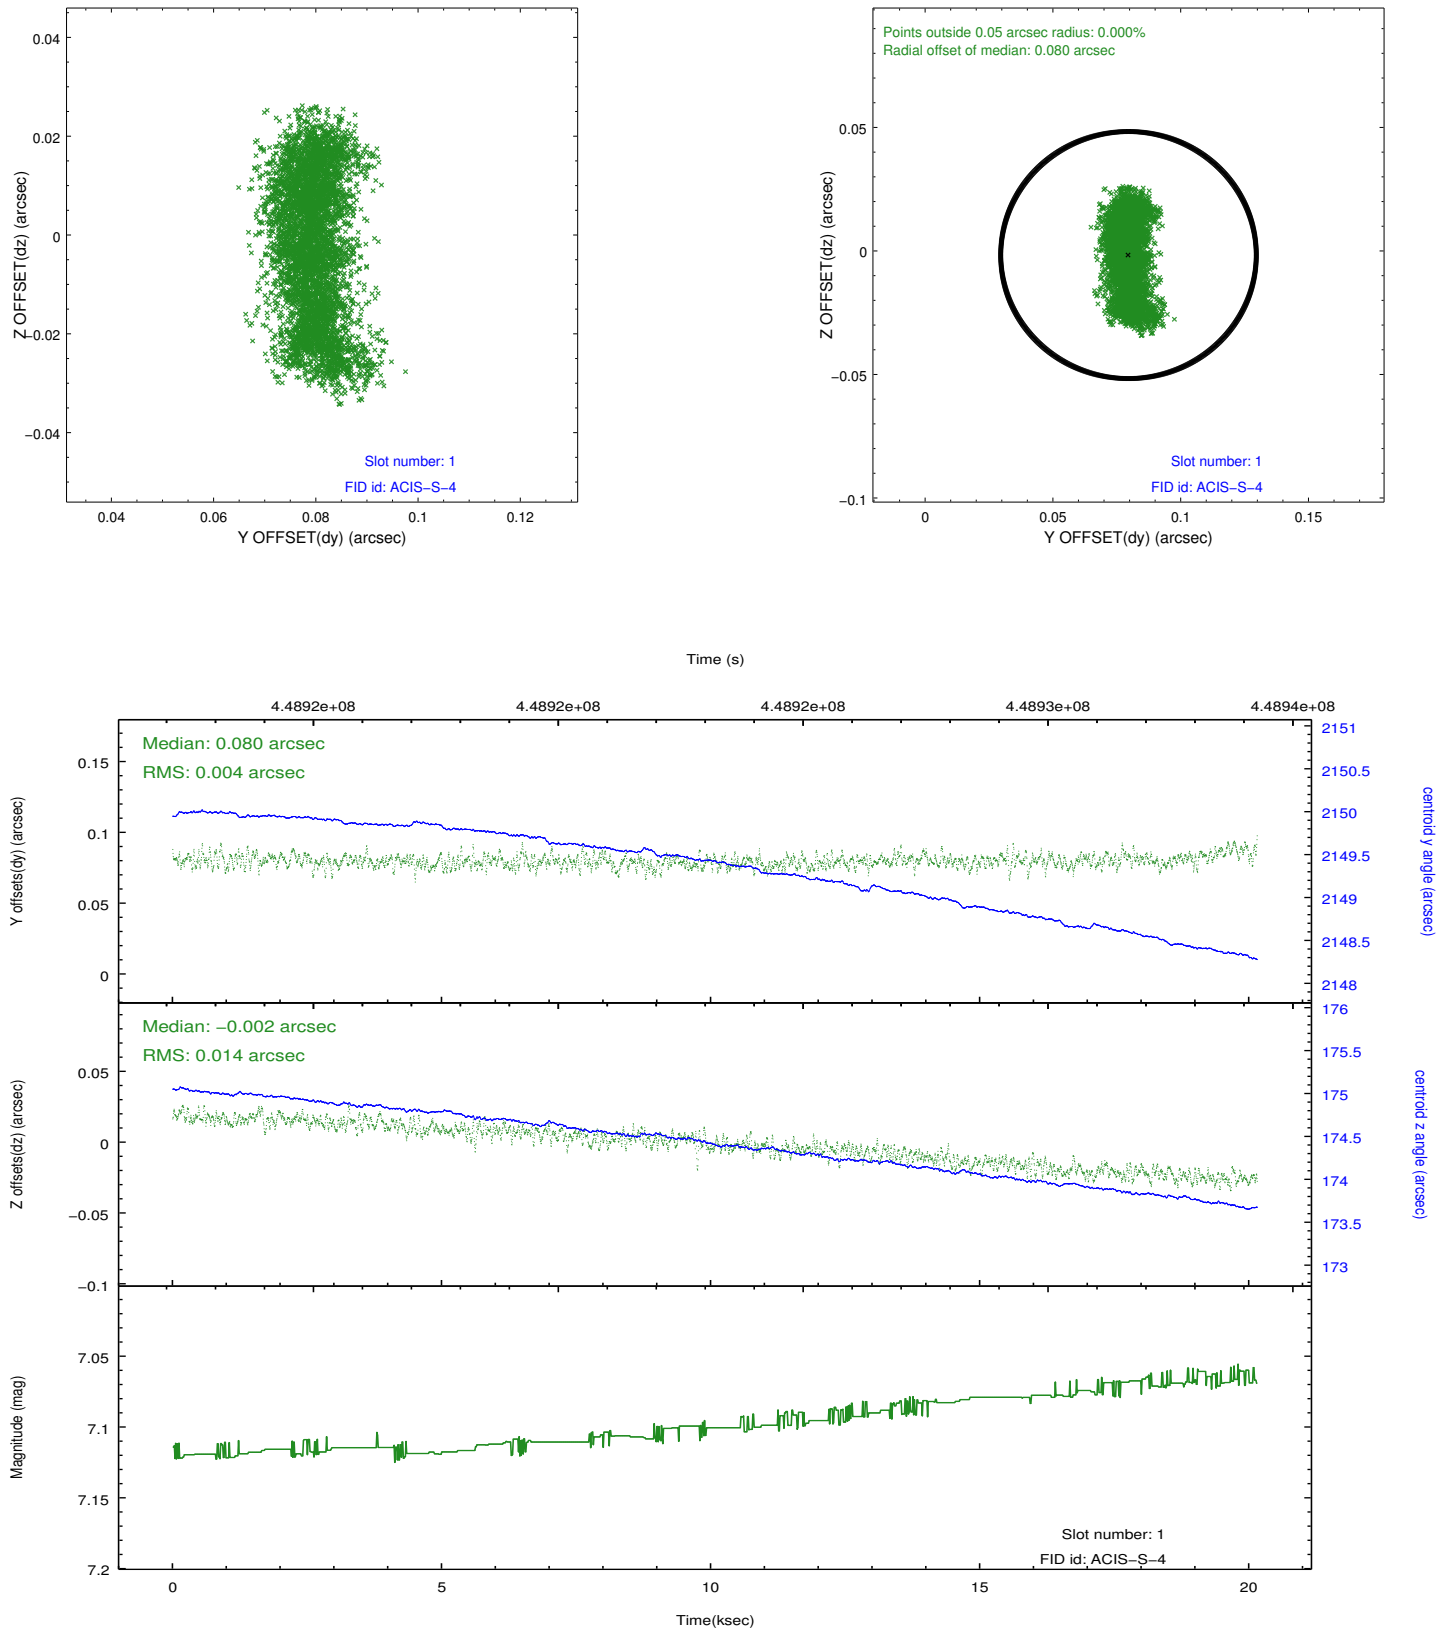 0.04
0.02
0
−0.02
−0.04
Z OFFSET(dz) (arcsec)
Slot number: 1
FID id: ACIS−S−4
0.04 0.06 0.08 0.1 0.12
Y OFFSET(dy) (arcsec)
Points outside 0.05 arcsec radius: 0.000%
Radial offset of median: 0.080 arcsec
0.05
0
−0.05
−0.1
Z OFFSET(dz) (arcsec)
Slot number: 1
FID id: ACIS−S−4
0 0.05 0.1 0.15
Y OFFSET(dy) (arcsec)
Time (s)
4.4892e+08 4.4892e+08 4.4892e+08 4.4893e+08 4.4894e+08
Median: 0.080 arcsec
RMS: 0.004 arcsec
0.15
0.1
0.05
0
Y offsets(dy) (arcsec)
2151
2150.5
2150
2149.5
2149
2148.5
2148
centroid y angle (arcsec)
Median: −0.002 arcsec
RMS: 0.014 arcsec
0.05
0
−0.05
−0.1
Z offsets(dz) (arcsec)
176
175.5
175
174.5
174
173.5
173
centroid z angle (arcsec)
7.05
7.1
7.15
7.2
Magnitude (mag)
Slot number: 1
FID id: ACIS−S−4
0 5 10 15 20
Time(ksec)